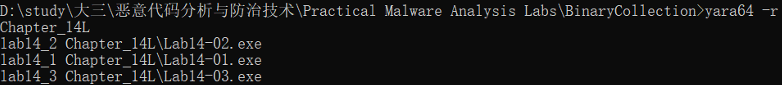 D:\study\大三\恶意代码分析与防治技术\Practical Malware Analysis Labs\BinaryCollection>yara64 -r
Chapter_14L
lab14_2 Chapter_14L\Lab14-02.exe
lab14_1 Chapter_14L\Lab14-01.exe
lab14_3 Chapter_14L\Lab14-03.exe